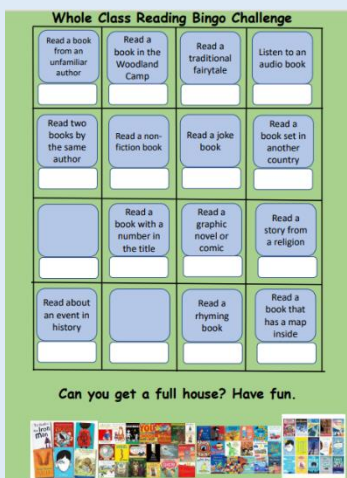 Whole Class Reading Bingo Challenge
Read a book
from an
unfamiliar
author
Read a
book in the
Woodland
Camp
Read a
traditional
fairytale
Listen to an
audio book
Read two
books by
the same
author
Read a non-
fiction book
Read a joke
book
Read a
book set in
another
country
Read a
book with a
number in
the title
Read a
graphic
novel or
comic
Read a
story from
a religion
Read about
an event in
history
Read a
rhyming
book
Read a
book that
has a map
inside
Can you get a full house? Have fun.
Iron
Man